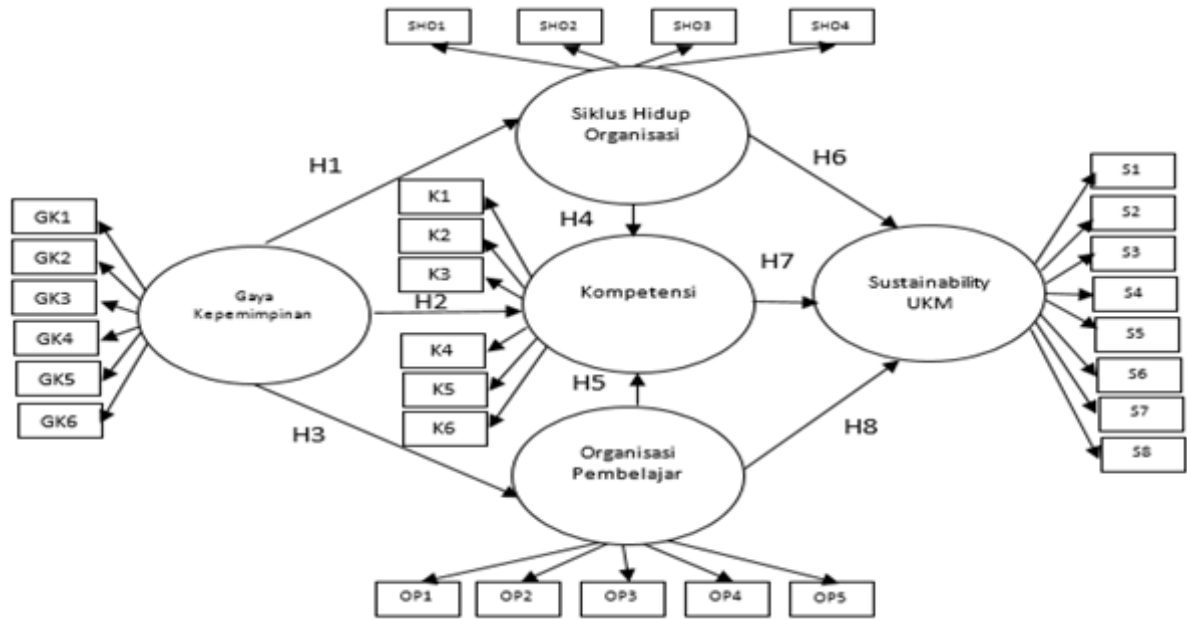 SHO1
SHO2
SHO3
SHO4
Siklus Hidup
Organisasi
H1
H6
K1
H4
K2
K3
H2
GK1
GK2
GK3
GK4
GK5
GK6
Gaya
Kepemimpinan
Kompetensi
H7
Sustainability
UKM
S1
S2
S3
S4
S5
S6
S7
S8
K4
K5
K6
H5
H3
H8
Organisasi
Pembelajar
OP1
OP2
OP3
OP4
OP5